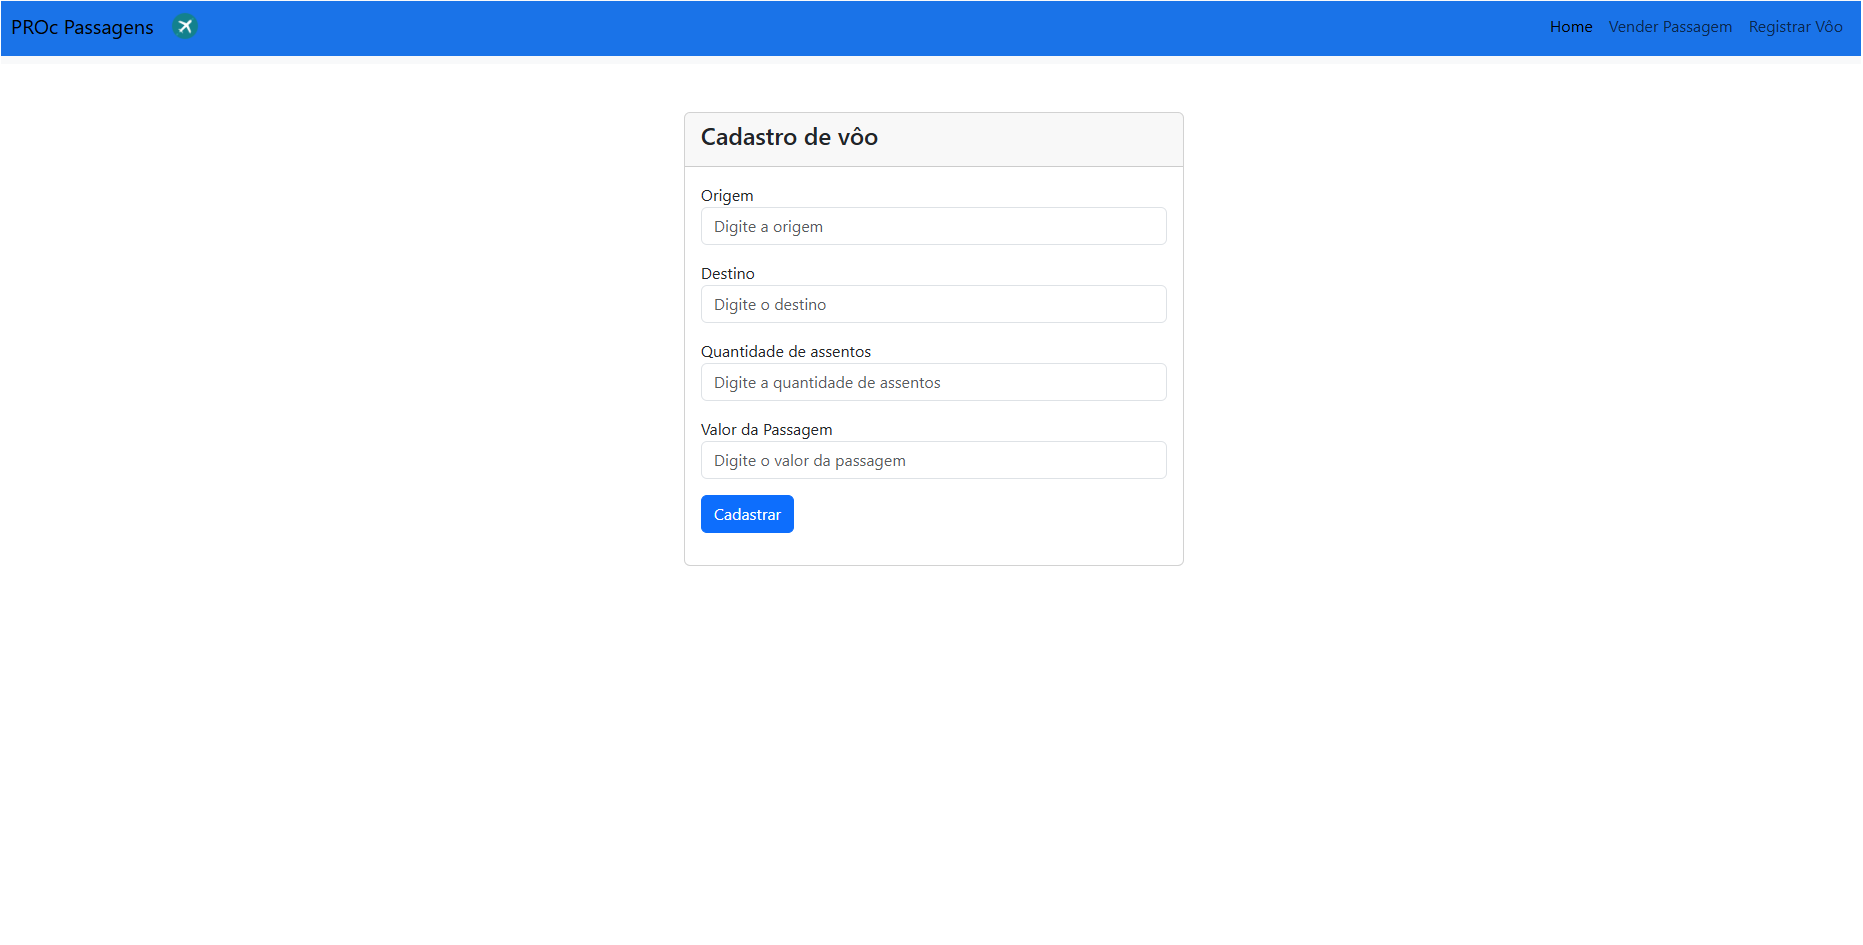 PROc Passagens
Home Vender Passagem Registrar Vôo
Cadastro de vôo
Origem
Digite a origem
Destino
Digite o destino
Quantidade de assentos
Digite a quantidade de assentos
Valor da Passagem
Digite o valor da passagem
Cadastrar